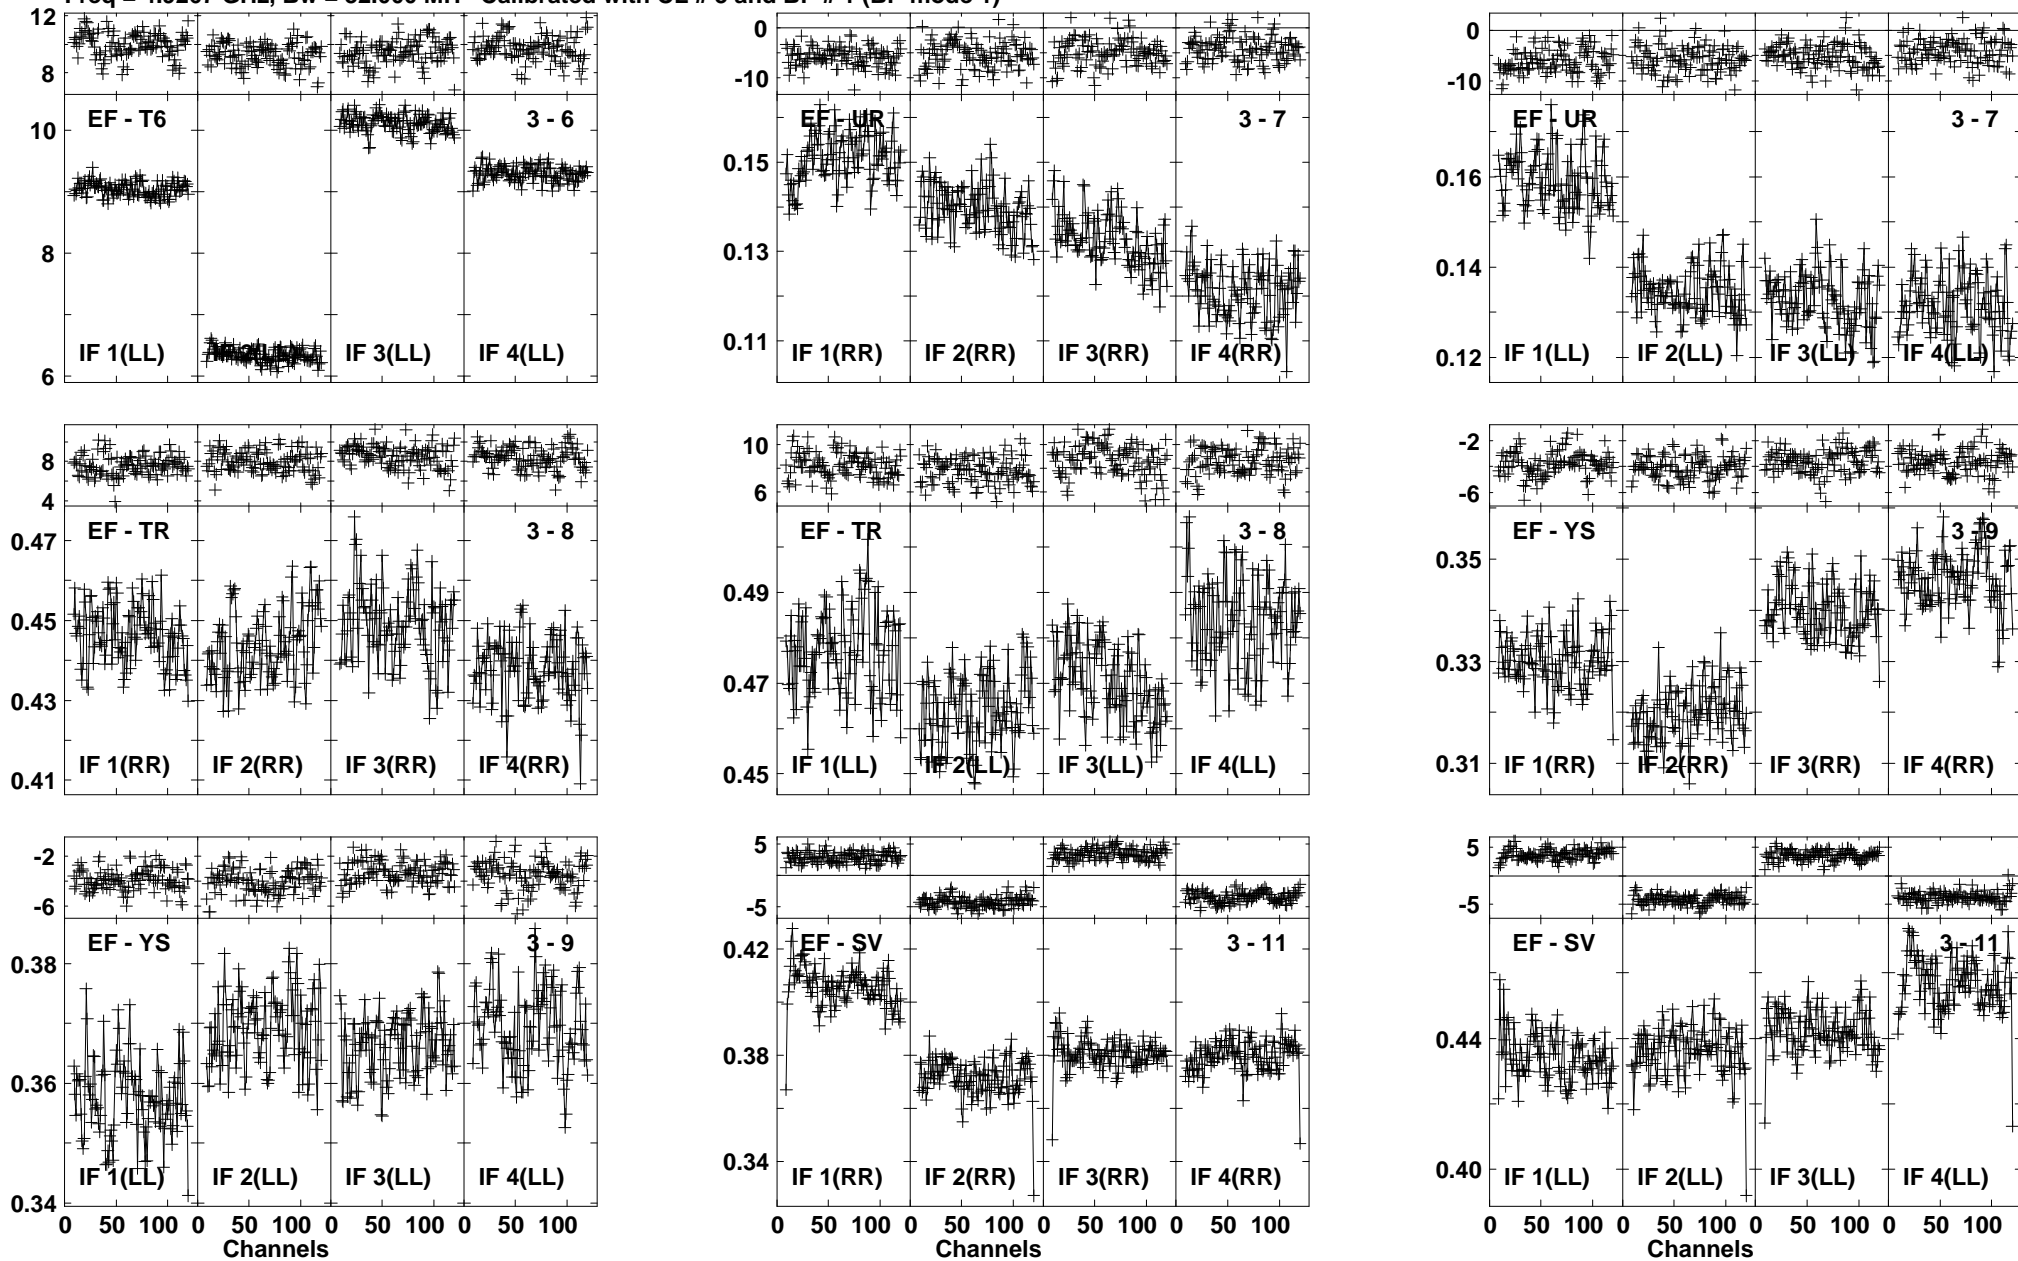 12
8
EF - T6
3 - 6
10
8
6
IF 1(LL)
IF 3(LL)
IF 4(LL)
0
-10
EF - UR
3 - 7
0.15
0.13
0.11
IF 1(RR)
IF 2(RR)
IF 3(RR)
IF 4(RR)
0
-10
EF - UR
3 - 7
0.16
0.14
0.12
IF 1(LL)
IF 2(LL)
IF 3(LL)
IF 4(LL)
8
4
EF - TR
3 - 8
0.47
0.45
0.43
0.41
IF 1(RR)
IF 2(RR)
IF 3(RR)
IF 4(RR)
10
6
EF - TR
3 - 8
0.49
0.47
0.45
IF 1(LL)
IF 2(LL)
IF 3(LL)
IF 4(LL)
-2
-6
EF - YS
3 - 9
0.35
0.33
0.31
IF 1(RR)
IF 2(RR)
IF 3(RR)
IF 4(RR)
-2
-6
EF - YS
3 - 9
0.38
0.36
0.34
IF 1(LL)
IF 2(LL)
IF 3(LL)
IF 4(LL)
0 50 100 0 50 100 0 50 100 0 50 100
Channels
5
-5
EF - SV
3 - 11
0.42
0.38
0.34
IF 1(RR)
IF 2(RR)
IF 3(RR)
IF 4(RR)
0 50 100 0 50 100 0 50 100 0 50 100
Channels
5
-5
EF - SV
3 - 11
0.44
0.40
IF 1(LL)
IF 2(LL)
IF 3(LL)
IF 4(LL)
0 50 100 0 50 100 0 50 100 0 50 100
Channels